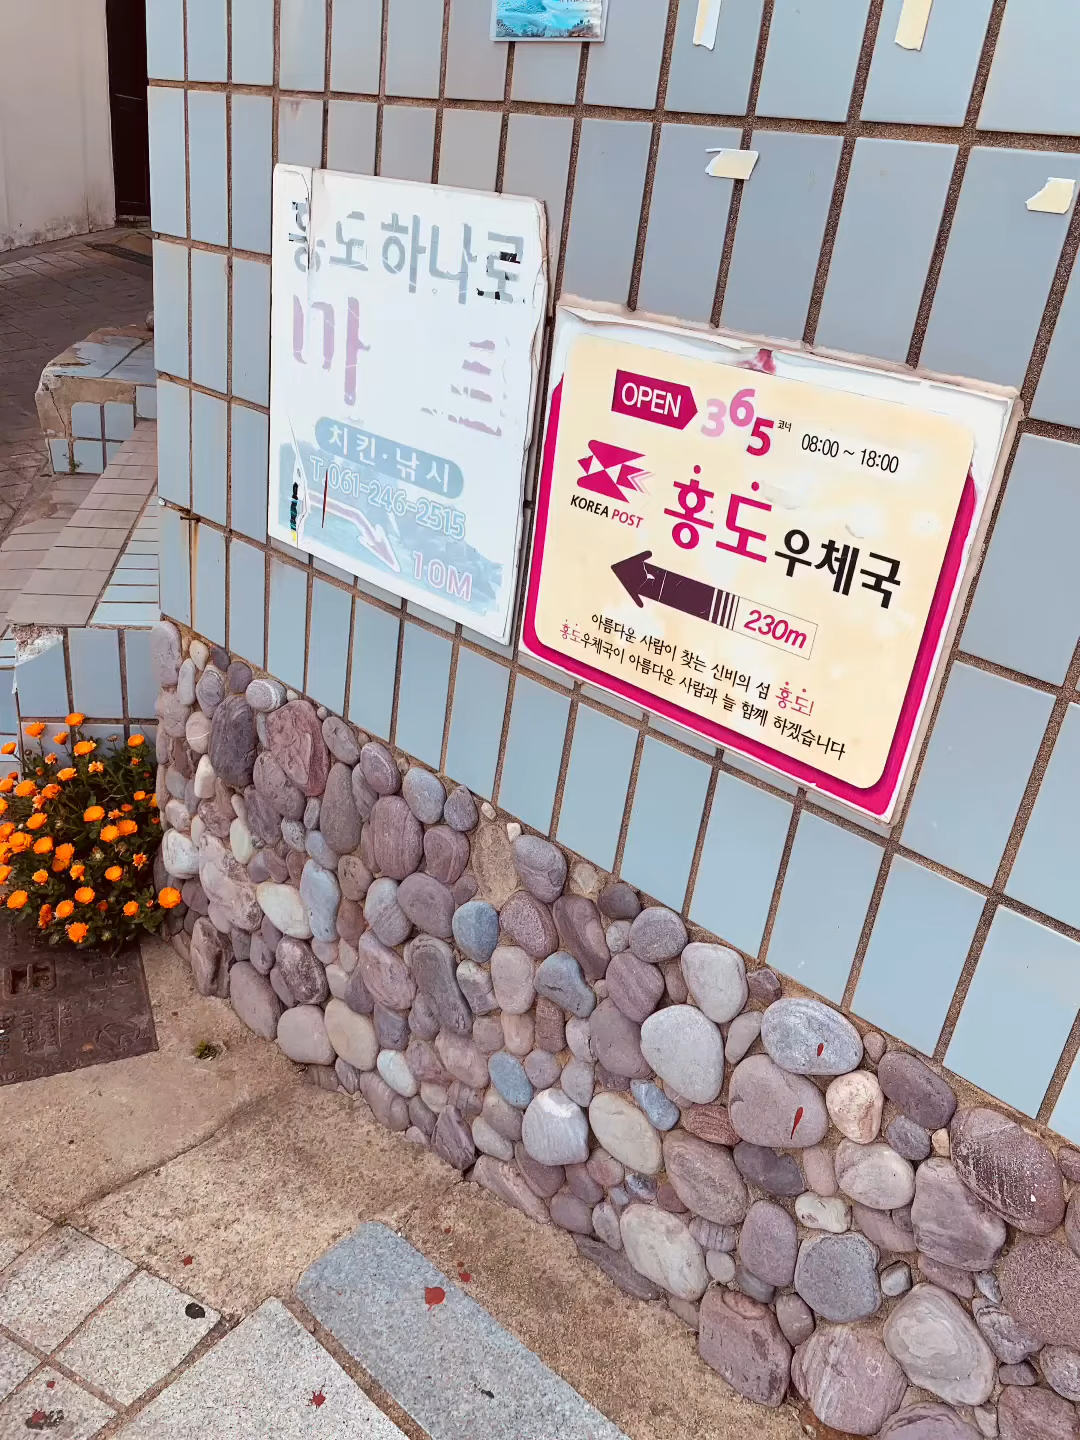 홍도하나로
마 트
치킨·낚시
T.061-246-2515
10M
OPEN 365 코너 08:00 ~ 18:00
KOREA POST
홍도우체국
230m
아름다운 사람이 찾는 신비의 섬 홍도!
홍도우체국이 아름다운 사람과 늘 함께 하겠습니다